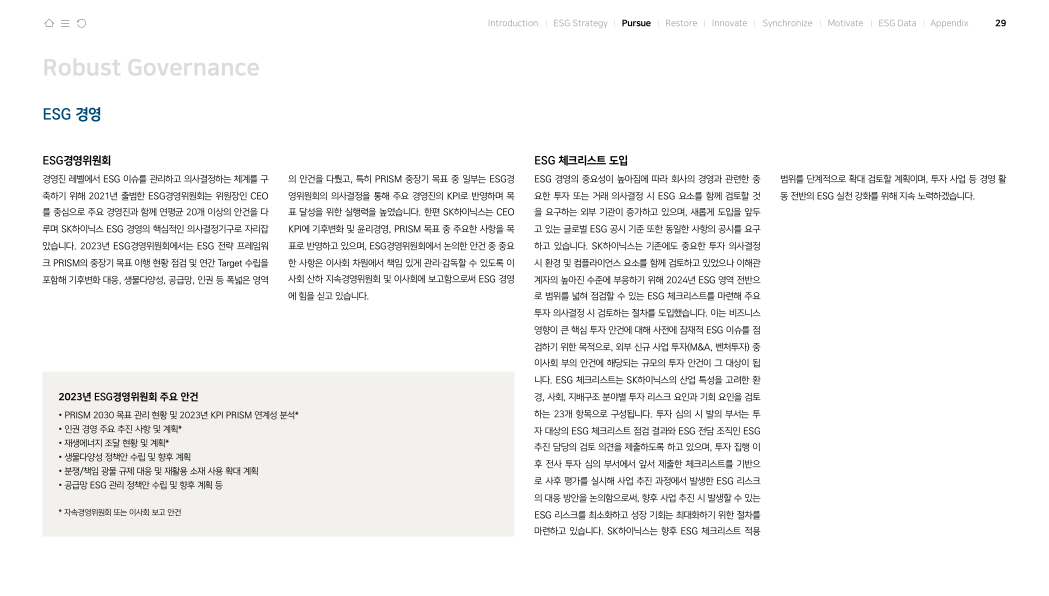 Introduction | ESG Strategy | Pursue | Restore | Innovate | Synchronize | Motivate | ESG Data | Appendix 29
Robust Governance
ESG 경영
ESG경영위원회
경영진 레벨에서 ESG 이슈를 관리하고 의사결정하는 체계를 구
축하기 위해 2021년 출범한 ESG경영위원회는 위원장인 CEO
를 중심으로 주요 경영진과 함께 연평균 20개 이상의 안건을 다
루며 SK하이닉스 ESG 경영의 핵심적인 의사결정기구로 자리잡
았습니다. 2023년 ESG경영위원회에서는 ESG 전략 프레임워
크 PRISM의 중장기 목표 이행 현황 점검 및 연간 Target 수립을
포함해 기후변화 대응, 생물다양성, 공급망, 인권 등 폭넓은 영역
의 안건을 다뤘고, 특히 PRISM 중장기 목표 중 일부는 ESG경
영위원회의 의사결정을 통해 주요 경영진의 KPI로 반영하며 목
표 달성을 위한 실행력을 높였습니다. 한편 SK하이닉스는 CEO
KPI에 기후변화 및 윤리경영, PRISM 목표 중 주요한 사항을 목
표로 반영하고 있으며, ESG경영위원회에서 논의한 안건 중 중요
한 사항은 이사회 차원에서 책임 있게 관리·감독할 수 있도록 이
사회 산하 지속경영위원회 및 이사회에 보고함으로써 ESG 경영
에 힘을 싣고 있습니다.
2023년 ESG경영위원회 주요 안건
• PRISM 2030 목표 관리 현황 및 2023년 KPI PRISM 연계성 분석*
• 인권 경영 주요 추진 사항 및 계획*
• 재생에너지 조달 현황 및 계획*
• 생물다양성 정책안 수립 및 향후 계획
• 분쟁/책임 광물 규제 대응 및 재활용 소재 사용 확대 계획
• 공급망 ESG 관리 정책안 수립 및 향후 계획 등
* 지속경영위원회 또는 이사회 보고 안건
ESG 체크리스트 도입
ESG 경영의 중요성이 높아짐에 따라 회사의 경영과 관련한 중
요한 투자 또는 거래 의사결정 시 ESG 요소를 함께 검토할 것
을 요구하는 외부 기관이 증가하고 있으며, 새롭게 도입을 앞두
고 있는 글로벌 ESG 공시 기준 또한 동일한 사항의 공시를 요구
하고 있습니다. SK하이닉스는 기존에도 중요한 투자 의사결정
시 환경 및 컴플라이언스 요소를 함께 검토하고 있었으나 이해관
계자의 높아진 수준에 부응하기 위해 2024년 ESG 영역 전반으
로 범위를 넓혀 점검할 수 있는 ESG 체크리스트를 마련해 주요
투자 의사결정 시 검토하는 절차를 도입했습니다. 이는 비즈니스
영향이 큰 핵심 투자 안건에 대해 사전에 잠재적 ESG 이슈를 점
검하기 위한 목적으로, 외부 신규 사업 투자(M&A, 벤처투자) 중
이사회 부의 안건에 해당되는 규모의 투자 안건이 그 대상이 됩
니다. ESG 체크리스트는 SK하이닉스의 산업 특성을 고려한 환
경, 사회, 지배구조 분야별 투자 리스크 요인과 기회 요인을 검토
하는 23개 항목으로 구성됩니다. 투자 심의 시 발의 부서는 투
자 대상의 ESG 체크리스트 점검 결과와 ESG 전담 조직인 ESG
추진 담당의 검토 의견을 제출하도록 하고 있으며, 투자 집행 이
후 전사 투자 심의 부서에서 앞서 제출한 체크리스트를 기반으
로 사후 평가를 실시해 사업 추진 과정에서 발생한 ESG 리스크
의 대응 방안을 논의함으로써, 향후 사업 추진 시 발생할 수 있는
ESG 리스크를 최소화하고 성장 기회는 최대화하기 위한 절차를
마련하고 있습니다. SK하이닉스는 향후 ESG 체크리스트 적용
범위를 단계적으로 확대 검토할 계획이며, 투자 사업 등 경영 활
동 전반의 ESG 실천 강화를 위해 지속 노력하겠습니다.